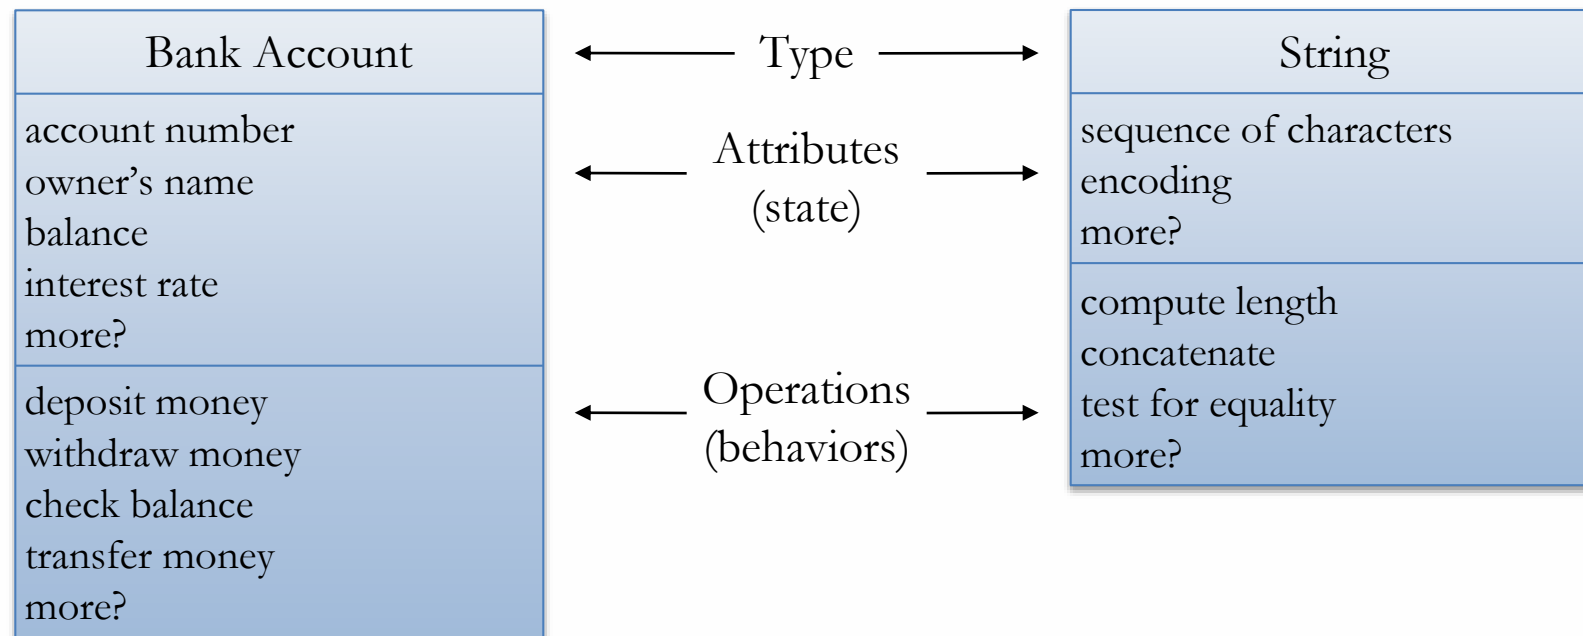 Bank Account
account number
owner’s name
balance
interest rate
more?
deposit money
withdraw money
check balance
transfer money
more?
Type
Attributes
(state)
Operations
(behaviors)
String
sequence of characters
encoding
more?
compute length
concatenate
test for equality
more?